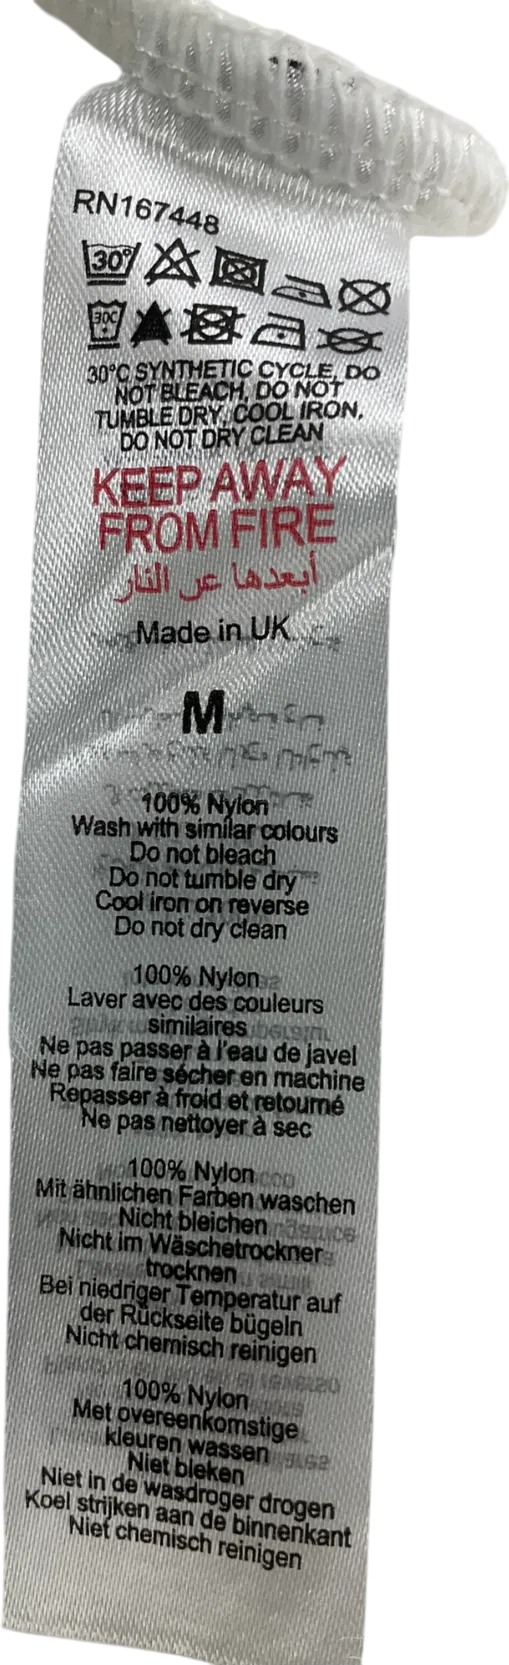 RN167448
30°
30C
30°C SYNTHETIC CYCLE, DO
NOT BLEACH, DO NOT
TUMBLE DRY, COOL IRON,
DO NOT DRY CLEAN
KEEP AWAY
FROM FIRE
أبعدها عن النار
Made in UK
M
100% Nylon
Wash with similar colours
Do not bleach
Do not tumble dry
Cool iron on reverse
Do not dry clean
100% Nylon
Laver avec des couleurs
similaires
Ne pas passer à l'eau de javel
Ne pas faire sécher en machine
Repasser à froid et retourné
Ne pas nettoyer à sec
100% Nylon
Mit ähnlichen Farben waschen
Nicht bleichen
Nicht im Wäschetrockner
trocknen
Bei niedriger Temperatur auf
der Rückseite bügeln
Nicht chemisch reinigen
100% Nylon
Met overeenkomstige
kleuren wassen
Niet bleken
Niet in de wasdroger drogen
Koel strijken aan de binnenkant
Niet chemisch reinigen